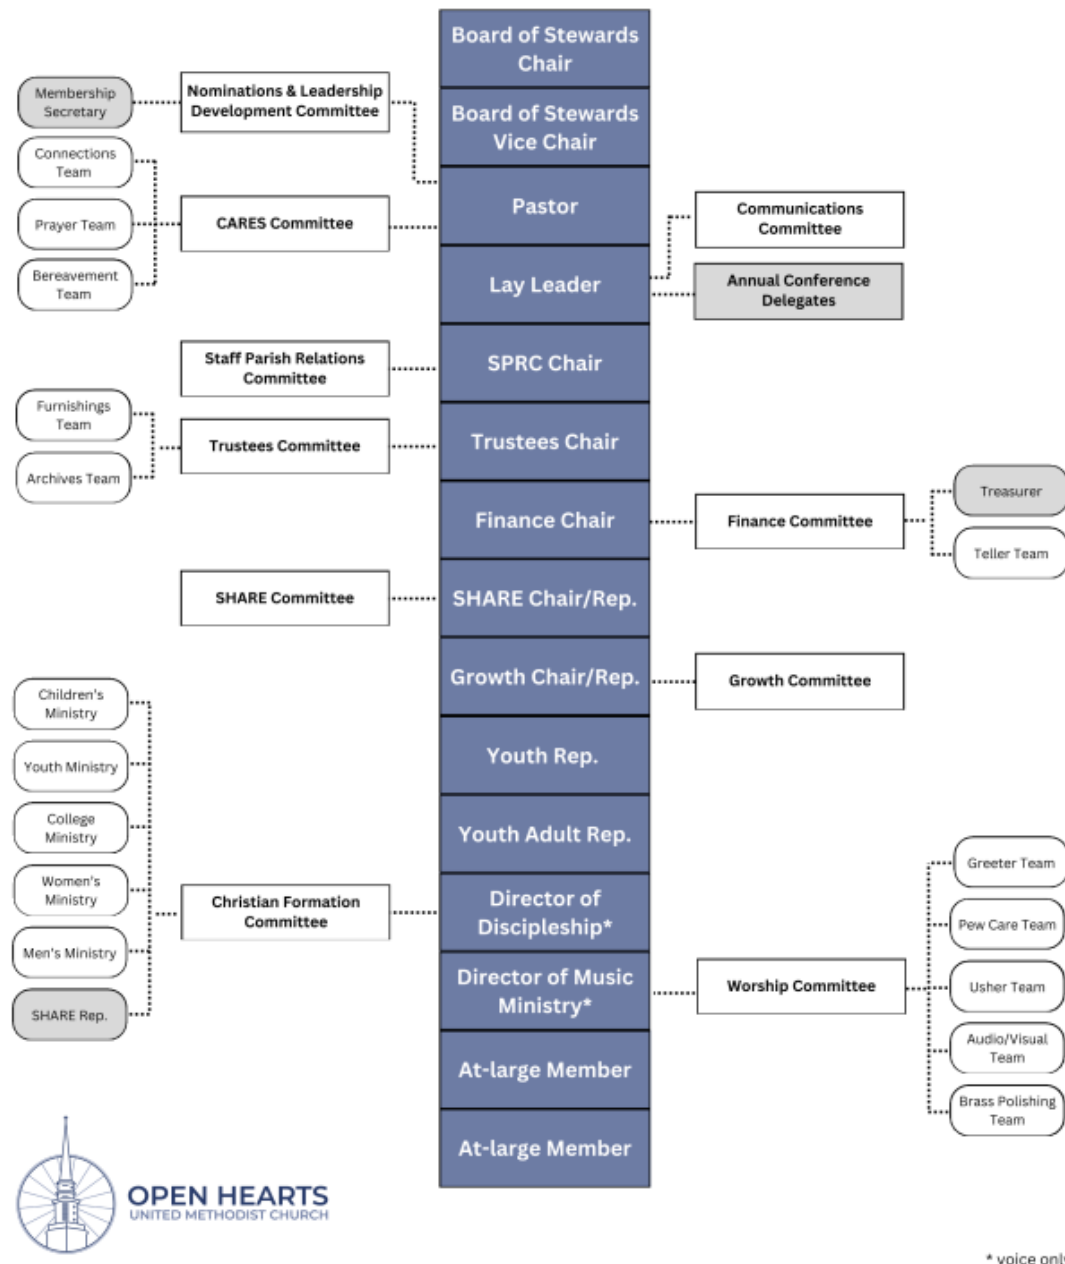 Board of Stewards
Chair
Membership
Secretary
Nominations & Leadership
Development Committee
Board of Stewards
Vice Chair
Connections
Team
Prayer Team
Bereavement
Team
CARES Committee
Pastor
Communications
Committee
Lay Leader
Annual Conference
Delegates
Staff Parish Relations
Committee
SPRC Chair
Furnishings
Team
Archives Team
Trustees Committee
Trustees Chair
Finance Chair
Finance Committee
Treasurer
Teller Team
SHARE Committee
SHARE Chair/Rep.
Growth Chair/Rep.
Growth Committee
Youth Rep.
Youth Adult Rep.
Children's
Ministry
Youth Ministry
College
Ministry
Women's
Ministry
Men's Ministry
SHARE Rep.
Christian Formation
Committee
Director of
Discipleship*
Director of Music
Ministry*
Worship Committee
Greeter Team
Pew Care Team
Usher Team
Audio/Visual
Team
Brass Polishing
Team
At-large Member
At-large Member
OPEN HEARTS
UNITED METHODIST CHURCH
* voice only